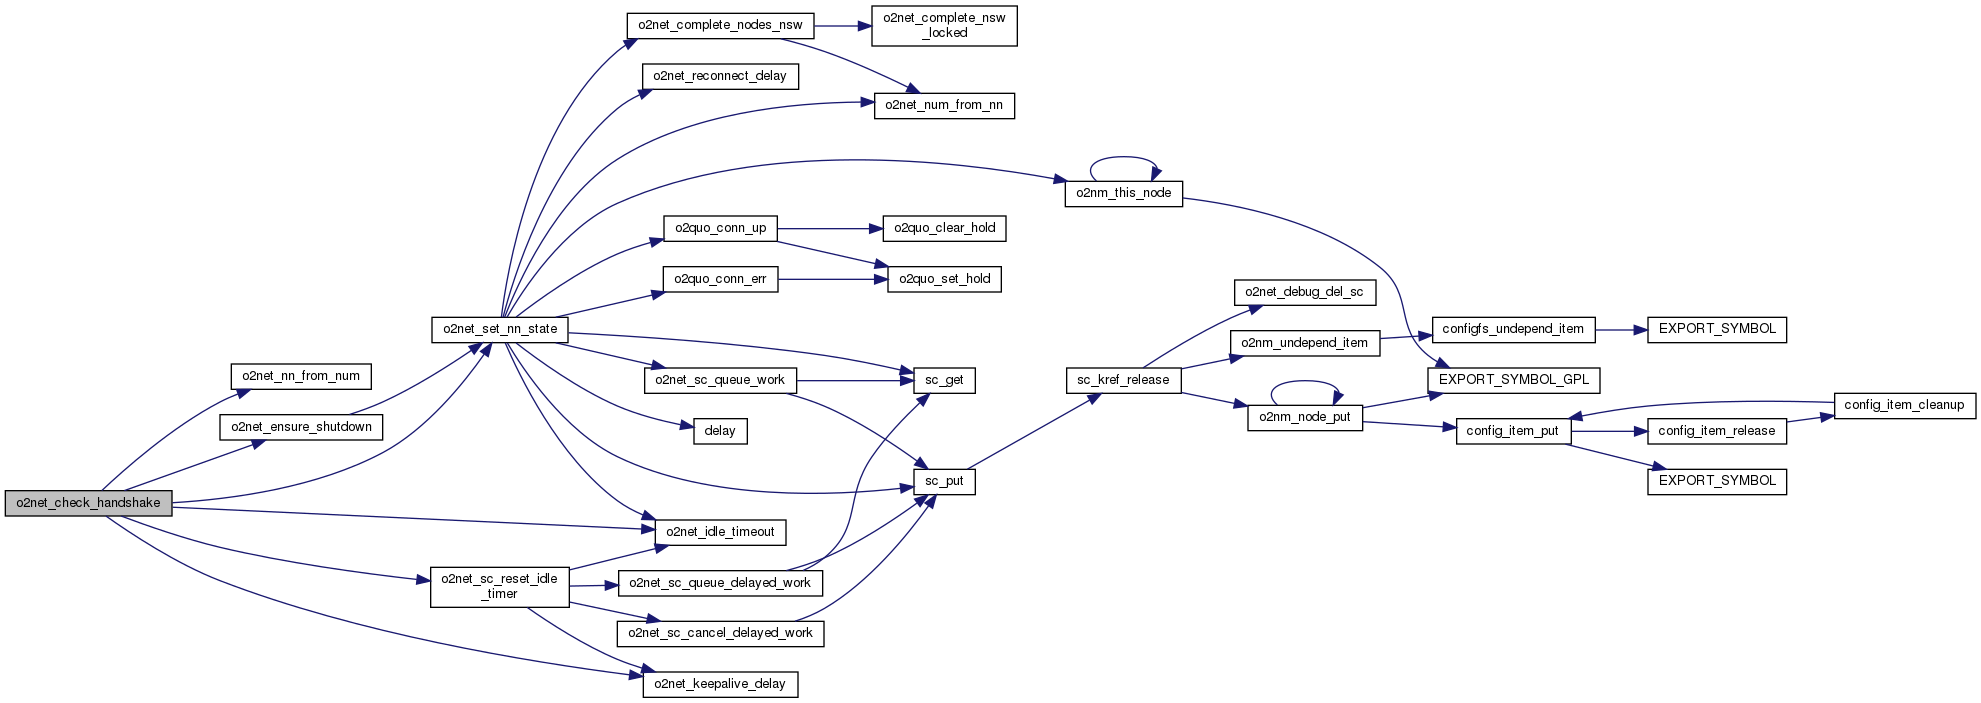 o2net_complete_nodes_nsw
o2net_complete_nsw
_locked
o2net_reconnect_delay
o2net_num_from_nn
o2nm_this_node
o2quo_conn_up
o2quo_clear_hold
o2quo_conn_err
o2quo_set_hold
o2net_debug_del_sc
o2net_set_nn_state
configfs_undepend_item
EXPORT_SYMBOL
o2nm_undepend_item
o2net_nn_from_num
o2net_sc_queue_work
sc_get
sc_kref_release
EXPORT_SYMBOL_GPL
config_item_cleanup
o2nm_node_put
o2net_ensure_shutdown
delay
config_item_put
config_item_release
sc_put
EXPORT_SYMBOL
o2net_check_handshake
o2net_idle_timeout
o2net_sc_reset_idle
_timer
o2net_sc_queue_delayed_work
o2net_sc_cancel_delayed_work
o2net_keepalive_delay